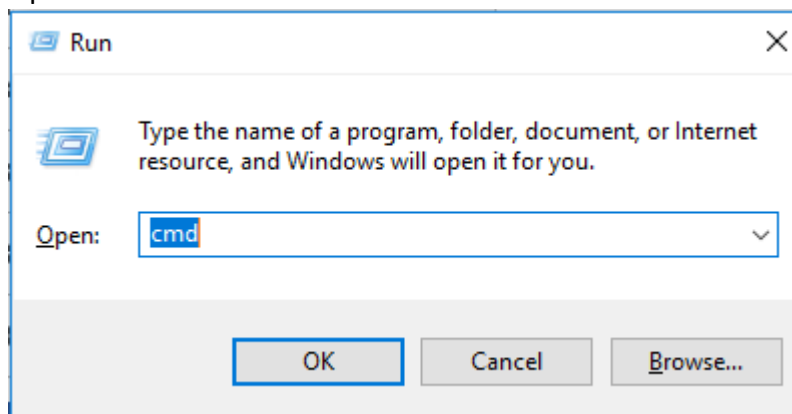 Run
Type the name of a program, folder, document, or Internet
resource, and Windows will open it for you.
Open: cmd
OK Cancel Browse...